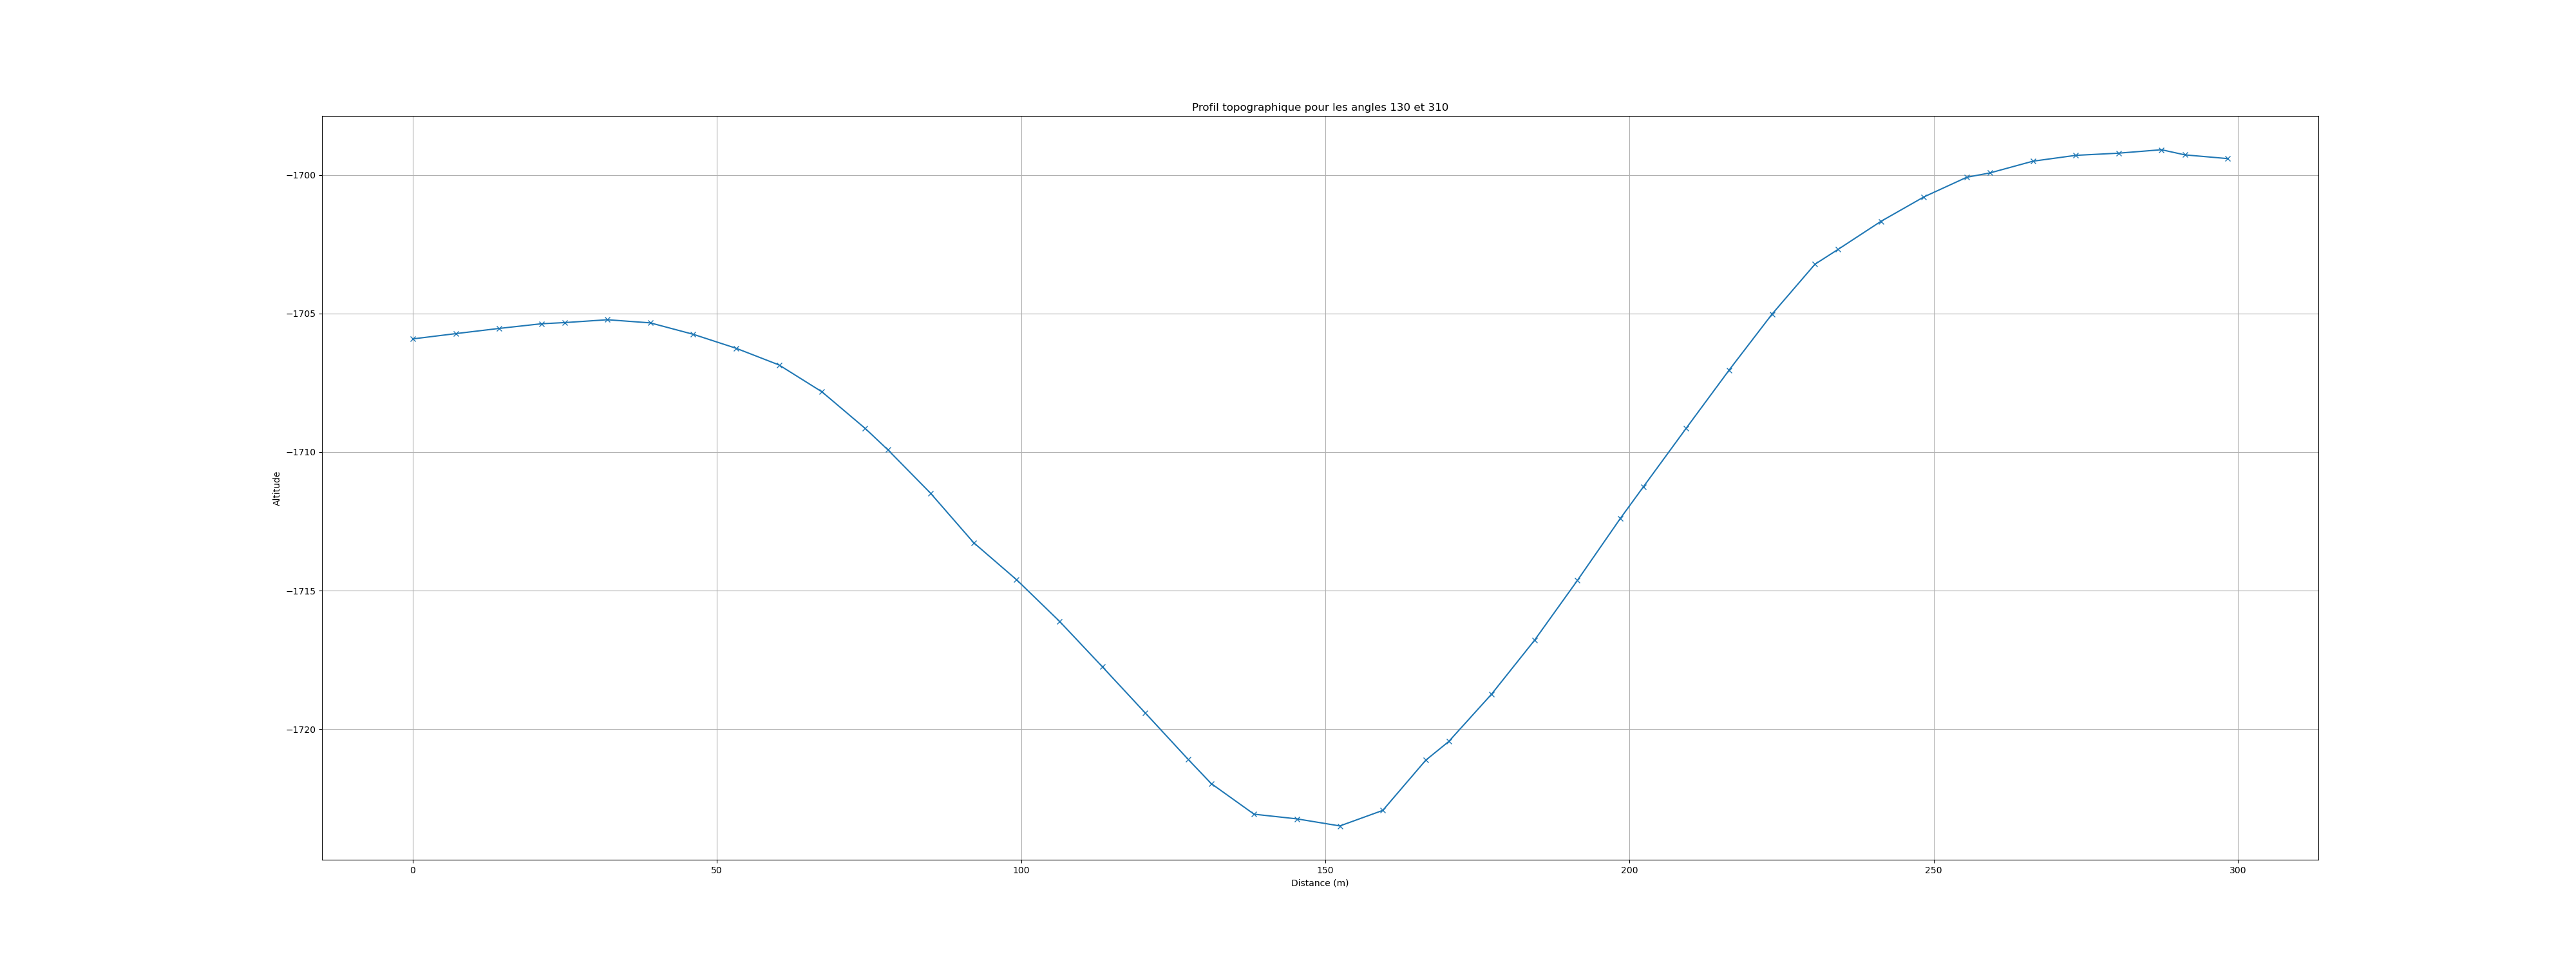 Profil topographique pour les angles 130 et 310
Altitude
−1700
−1705
−1710
−1715
−1720
0 50 100 150 200 250 300
Distance (m)